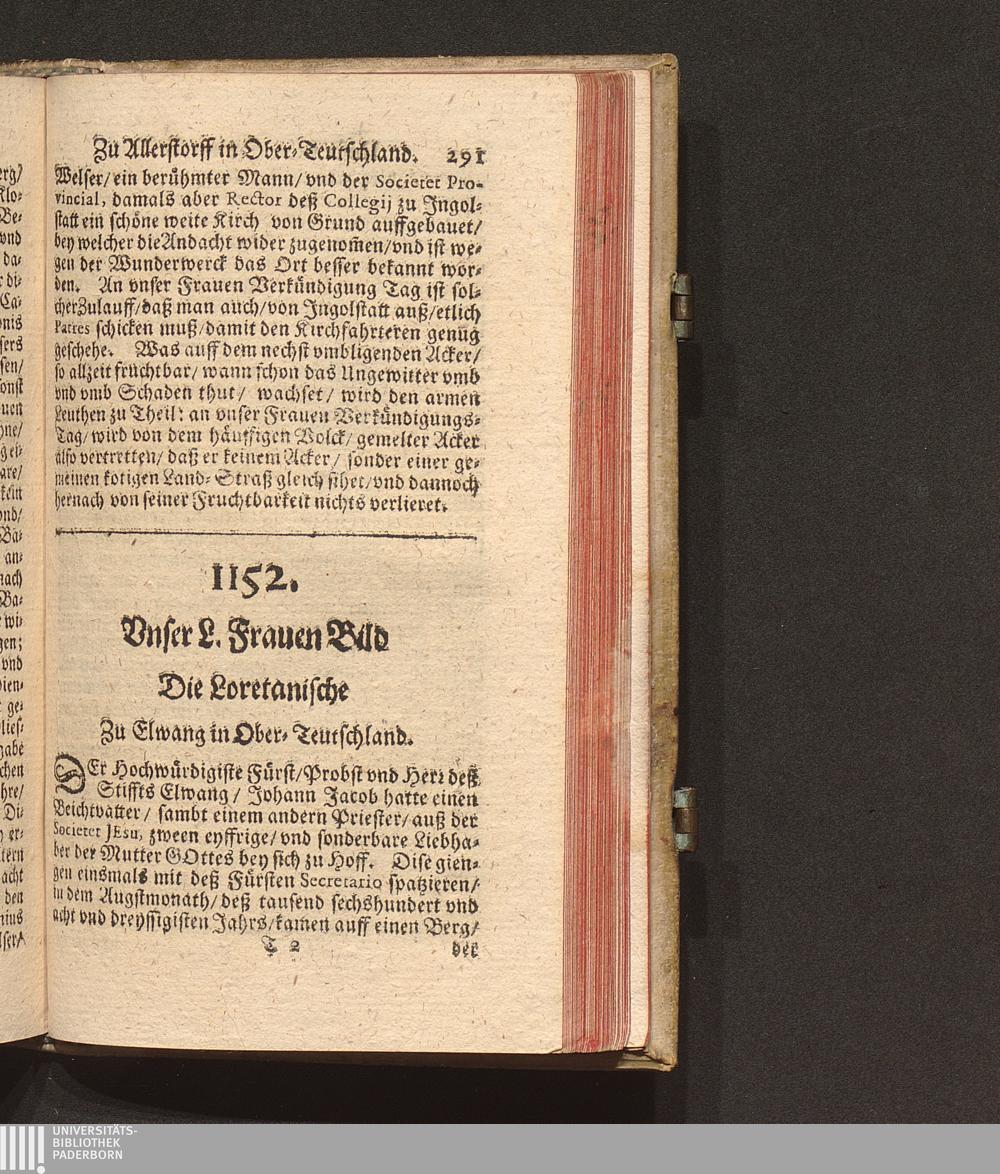 Zu Allerstorff in Ober-Teutschland. 291
Welser/ ein berühmter Mann/ vnd der Societet Pro-
vincial, damals aber Rector deß Collegij zu Ingol-
statt ein schöne weite Kirch von Grund auffgebauet/
bey welcher die Andacht wider zugenom̄en/ vnd ist we-
gen der Wunderwerck das Ort besser bekannt wor-
den. An vnser Frauen Verkündigung Tag ist sol-
cher Zulauff/ daß man auch/ von Ingolstatt auß/ etlich
Patres schicken muß/ damit den Kirchfahrteren genüg
geschehe. Was auff dem nechst vmbligenden Acker/
so allzeit fruchtbar/ wann schon das Ungewitter vmb
vnd vmb Schaden thut/ wachset/ wird den armen
Leuthen zu Theil: an vnser Frauen Verkündigungs-
Tag/ wird von dem häuffigen Volck/ gemelter Acker
also vertretten/ daß er keinem Acker/ sonder einer ge-
meinen kotigen Land-Straß gleich sihet/ vnd dannoch
hernach von seiner Fruchtbarkeit nichts verlieret.
1152.
Vnser L. Frauen Bild
Die Loretanische
Zu Elwang in Ober-Teutschland.
DEr Hochwürdigiste Fürst/ Probst vnd Herr deß
Stiffts Elwang/ Johann Jacob hatte einen
Beichtvatter/ sambt einem andern Priester/ auß der
Societet JEsu, zween eyffrige/ vnd sonderbare Liebha-
ber der Mutter GOttes bey sich zu Hoff. Dise gien-
gen einsmals mit deß Fürsten Secretario spatzieren/
in dem Augstmonath/ deß tausend sechshundert vnd
acht vnd dreyssigisten Jahrs/ kamen auff einen Berg/
T 2 der
UNIVERSITÄTS-
BIBLIOTHEK
PADERBORN